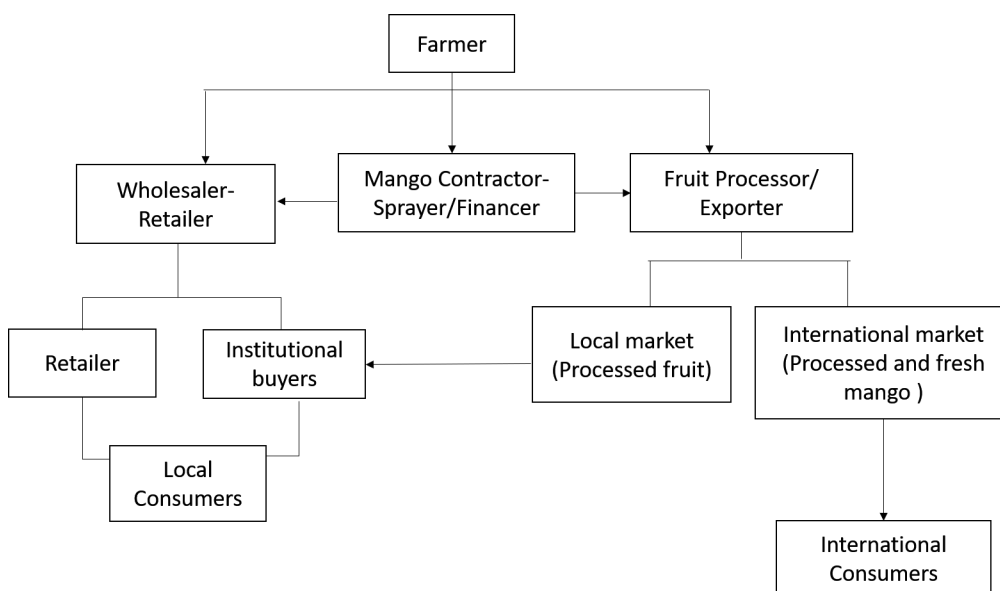 Farmer
Wholesaler-
Retailer
Mango Contractor-
Sprayer/Financer
Fruit Processor/
Exporter
Retailer
Institutional
buyers
Local market
(Processed fruit)
International market
(Processed and fresh
mango )
Local
Consumers
International
Consumers